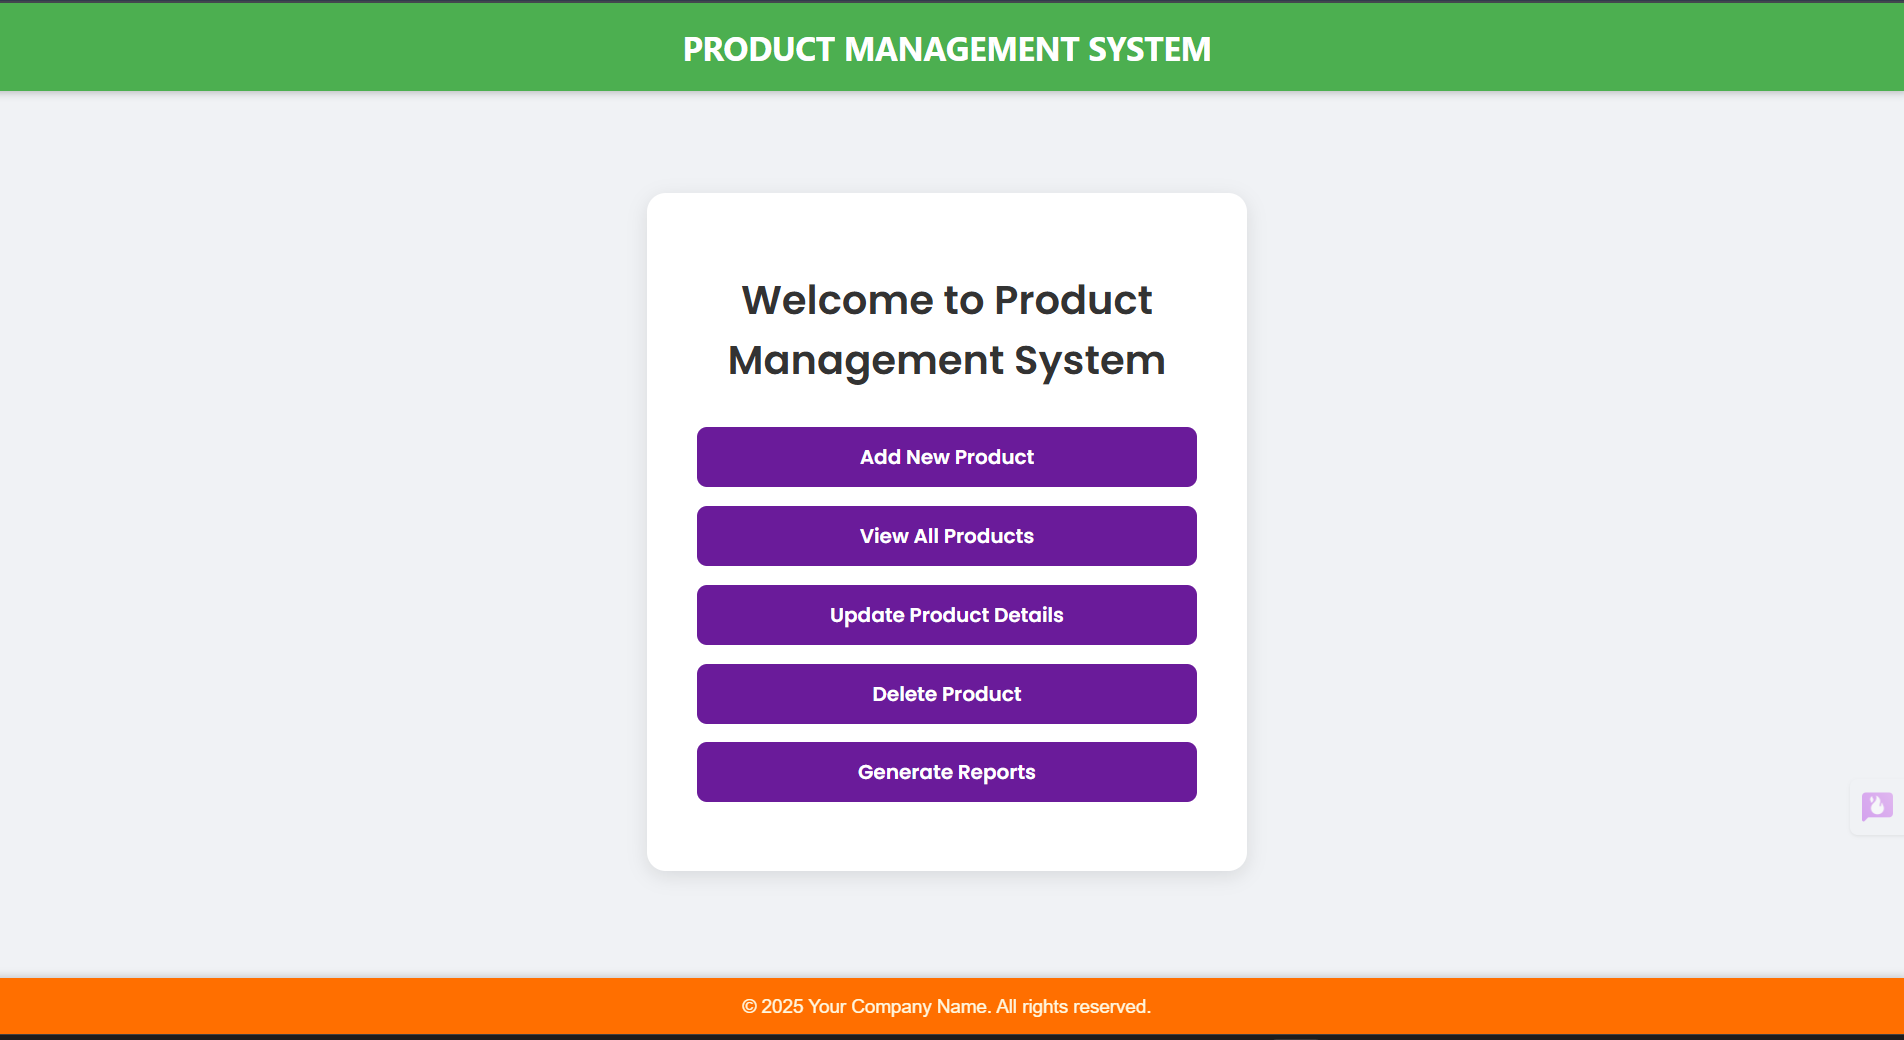 PRODUCT MANAGEMENT SYSTEM
Welcome to Product
Management System
Add New Product
View All Products
Update Product Details
Delete Product
Generate Reports
© 2025 Your Company Name. All rights reserved.